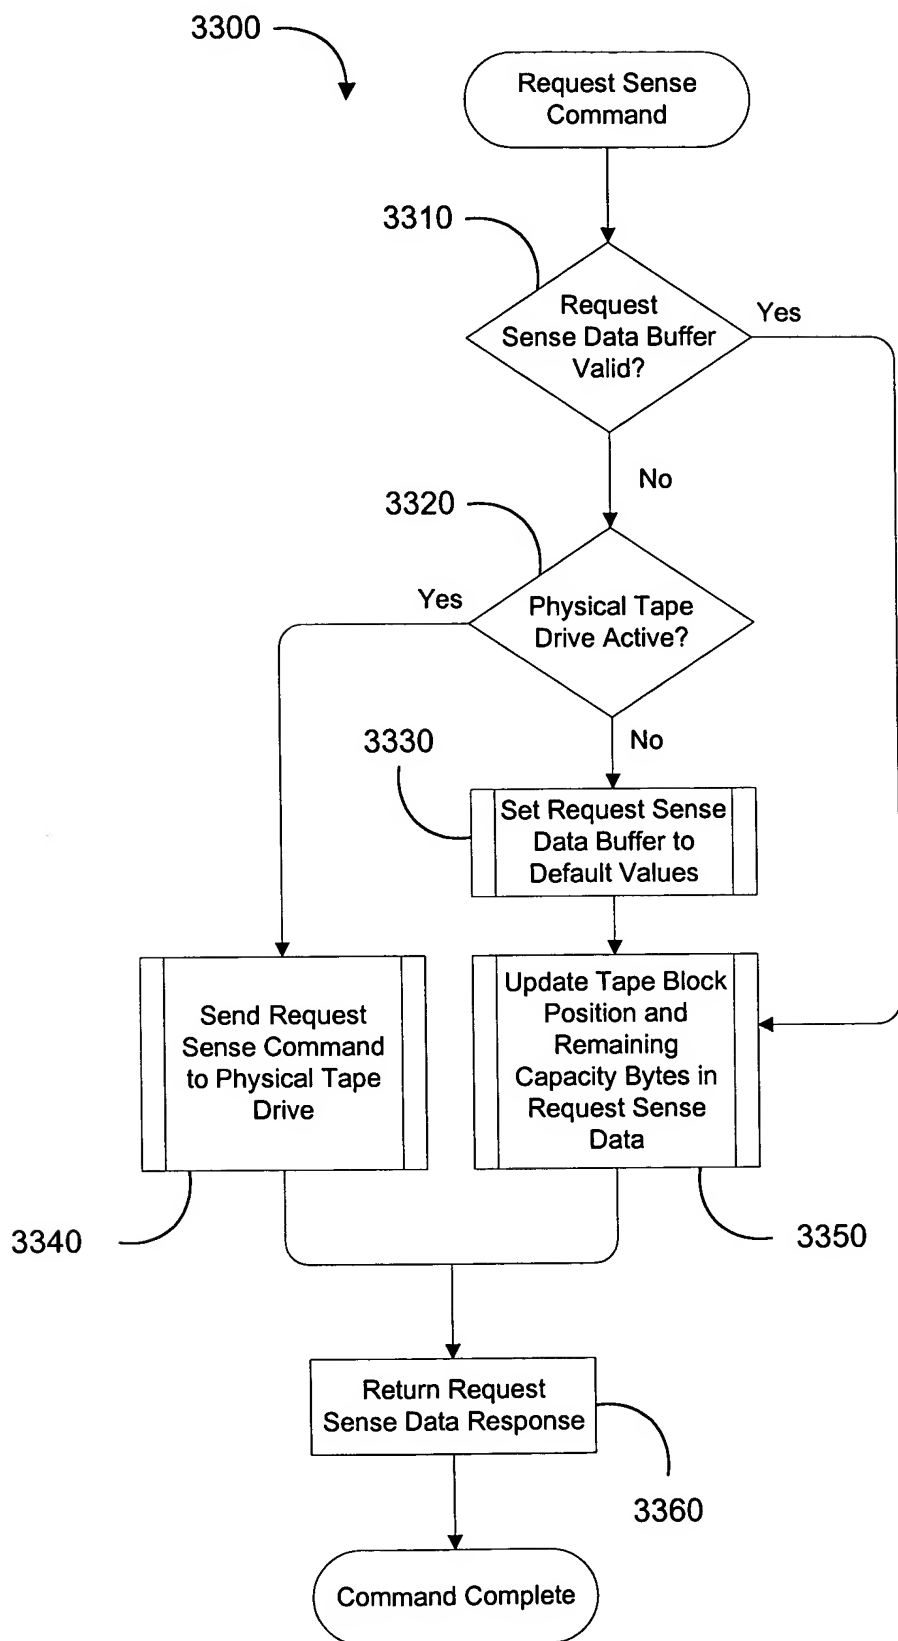 3300
Request Sense
Command
3310
Request
Sense Data Buffer
Valid?
Yes
No
3320
Yes
Physical Tape
Drive Active?
No
3330
Set Request Sense
Data Buffer to
Default Values
Send Request
Sense Command
to Physical Tape
Drive
Update Tape Block
Position and
Remaining
Capacity Bytes in
Request Sense
Data
3340
3350
Return Request
Sense Data Response
3360
Command Complete